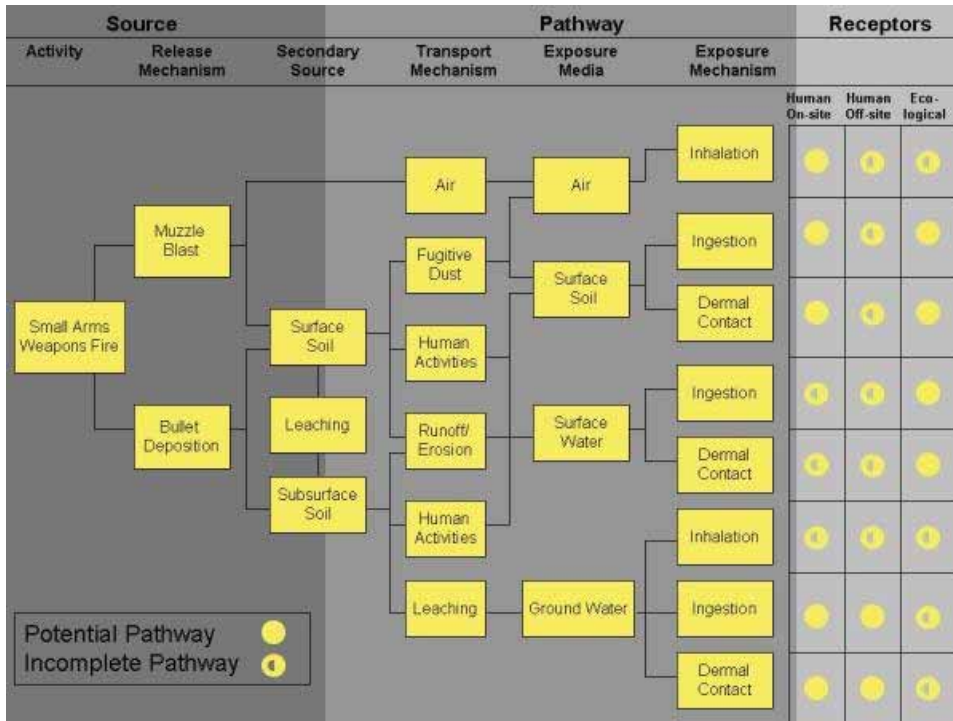 Source
Pathway
Receptors
Activity
Release
Mechanism
Secondary
Source
Transport
Mechanism
Exposure
Media
Exposure
Mechanism
Human
On-site
Human
Off-site
Eco-
logical
Small Arms
Weapons Fire
Muzzle
Blast
Bullet
Deposition
Surface
Soil
Leaching
Subsurface
Soil
Air
Fugitive
Dust
Human
Activities
Runoff/
Erosion
Human
Activities
Leaching
Air
Surface
Soil
Surface
Water
Ground Water
Inhalation
Ingestion
Dermal
Contact
Ingestion
Dermal
Contact
Inhalation
Ingestion
Dermal
Contact
Potential Pathway
Incomplete Pathway